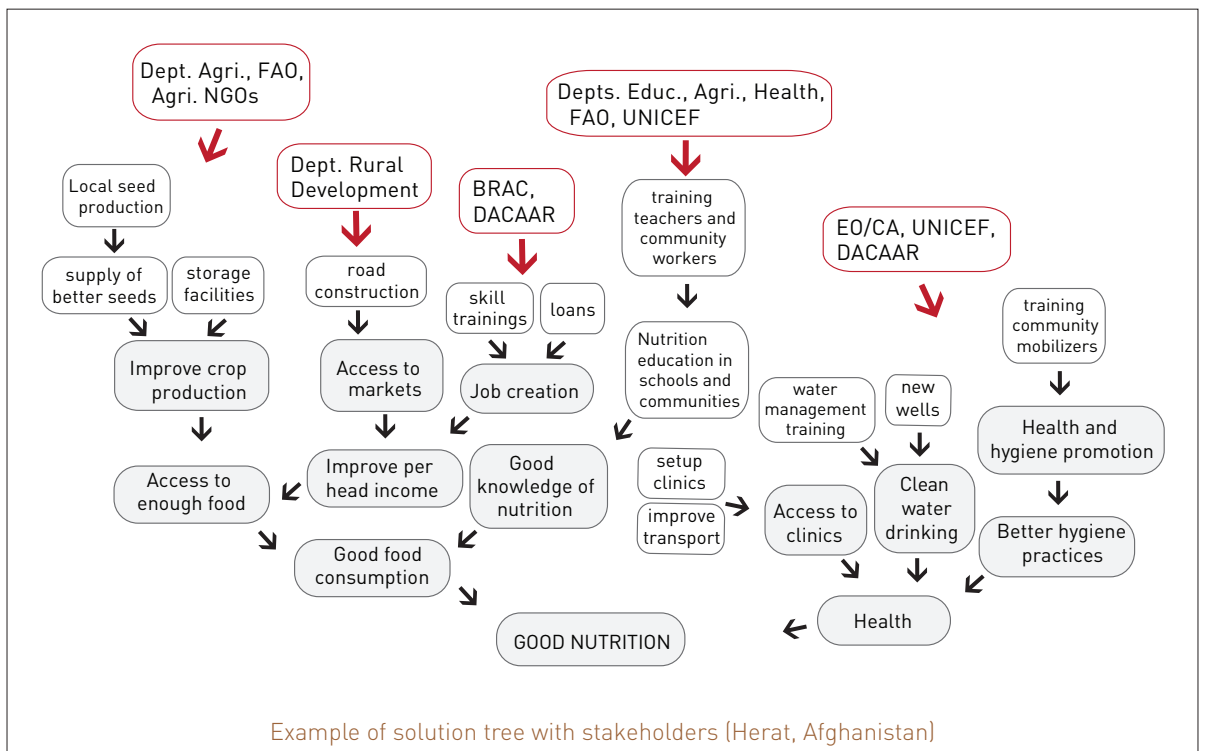 Dept. Agri., FAO,
Agri. NGOs
Depts. Educ., Agri., Health,
FAO, UNICEF
Dept. Rural
Development
BRAC,
DACAAR
EO/CA, UNICEF,
DACAAR
Local seed
production
supply of
better seeds
storage
facilities
road
construction
skill
trainings
loans
training
teachers and
community
workers
training
community
mobilizers
Improve crop
production
Access to
markets
Job creation
Nutrition
education in
schools and
communities
water
management
training
new
wells
Health and
hygiene promotion
Access to
enough food
Improve per
head income
Good
knowledge of
nutrition
setup
clinics
improve
transport
Access to
clinics
Clean
water
drinking
Better hygiene
practices
Good food
consumption
Health
GOOD NUTRITION
Example of solution tree with stakeholders (Herat, Afghanistan)